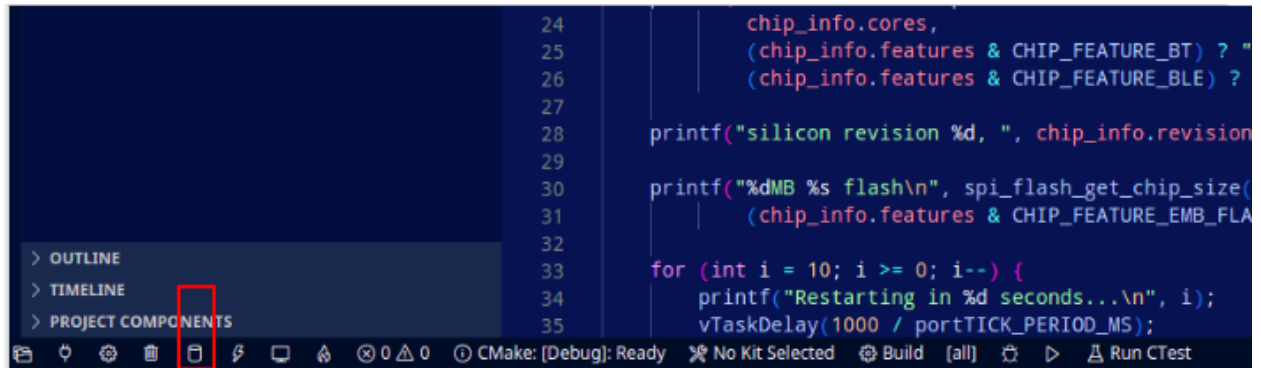 24 chip_info.cores,
25 (chip_info.features & CHIP_FEATURE_BT) ? "
26 (chip_info.features & CHIP_FEATURE_BLE) ?
27
28 printf("silicon revision %d, ", chip_info.revision
29
30 printf("%dMB %s flash\n", spi_flash_get_chip_size(
31 (chip_info.features & CHIP_FEATURE_EMB_FLA
32
33 for (int i = 10; i >= 0; i--) {
34 printf("Restarting in %d seconds...\n", i);
35 vTaskDelay(1000 / portTICK_PERIOD_MS);
> OUTLINE
> TIMELINE
> PROJECT COMPONENTS
0 0 CMake: [Debug]: Ready No Kit Selected Build [all] Run CTest